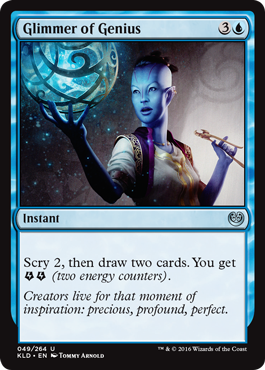 Glimmer of Genius 3
Instant
Scry 2, then draw two cards. You get
(two energy counters).
Creators live for that moment of
inspiration: precious, profound, perfect.
049/264 U
KLD • EN Tommy Arnold
™ & © 2016 Wizards of the Coast